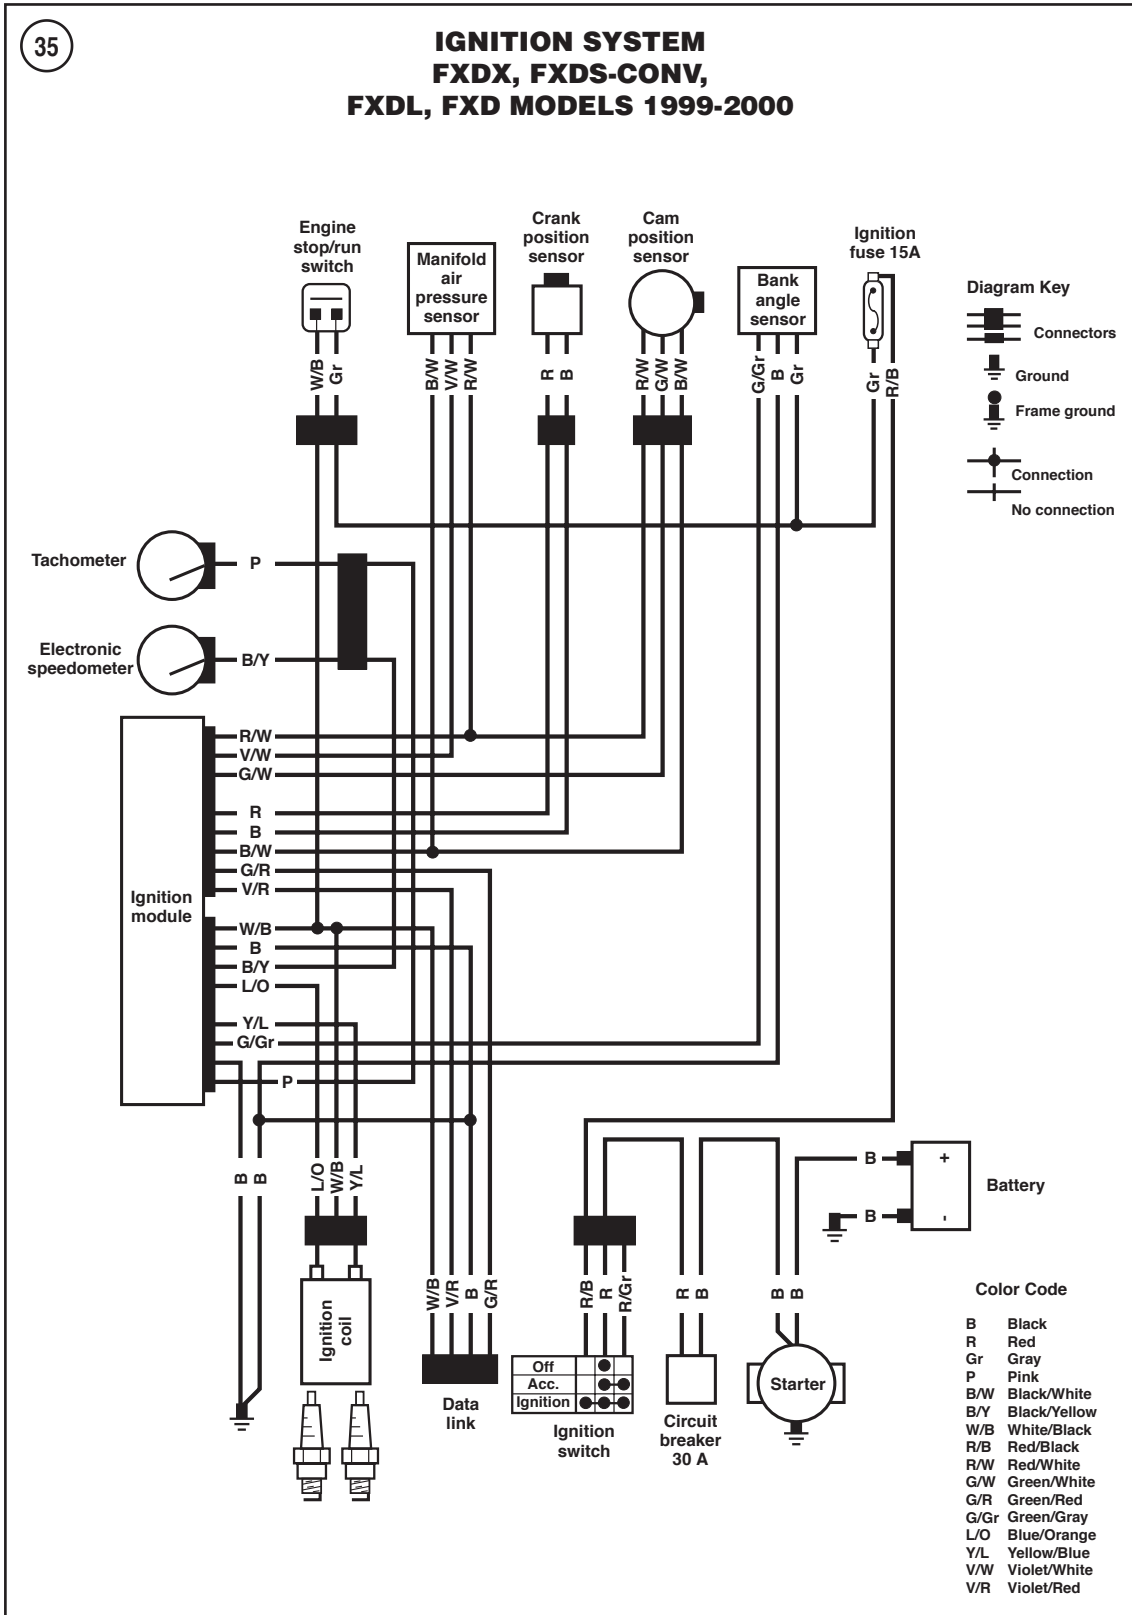 35
IGNITION SYSTEM
FXDX, FXDS-CONV,
FXDL, FXD MODELS 1999-2000
Engine
stop/run
switch
Manifold
air
pressure
sensor
Crank
position
sensor
Cam
position
sensor
Bank
angle
sensor
Ignition
fuse 15A
W/B
Gr
B/W
V/W
R/W
R
B
R/W
G/W
B/W
G/Gr
B
Gr
Gr
R/B
Diagram Key
Connectors
Ground
Frame ground
Connection
No connection
Tachometer
P
Electronic
speedometer
B/Y
Ignition
module
R/W
V/W
G/W
R
B
B/W
G/R
V/R
W/B
B
B/Y
L/O
Y/L
G/Gr
P
B
B
L/O
W/B
Y/L
Ignition
coil
W/B
V/R
B
G/R
Data
link
R/B
R
R/Gr
Off
Acc.
Ignition
Ignition
switch
R
B
Circuit
breaker
30 A
B
B
Starter
B
+
B
-
Battery
Color Code
B Black
R Red
Gr Gray
P Pink
B/W Black/White
B/Y Black/Yellow
W/B White/Black
R/B Red/Black
R/W Red/White
G/W Green/White
G/R Green/Red
G/Gr Green/Gray
L/O Blue/Orange
Y/L Yellow/Blue
V/W Violet/White
V/R Violet/Red